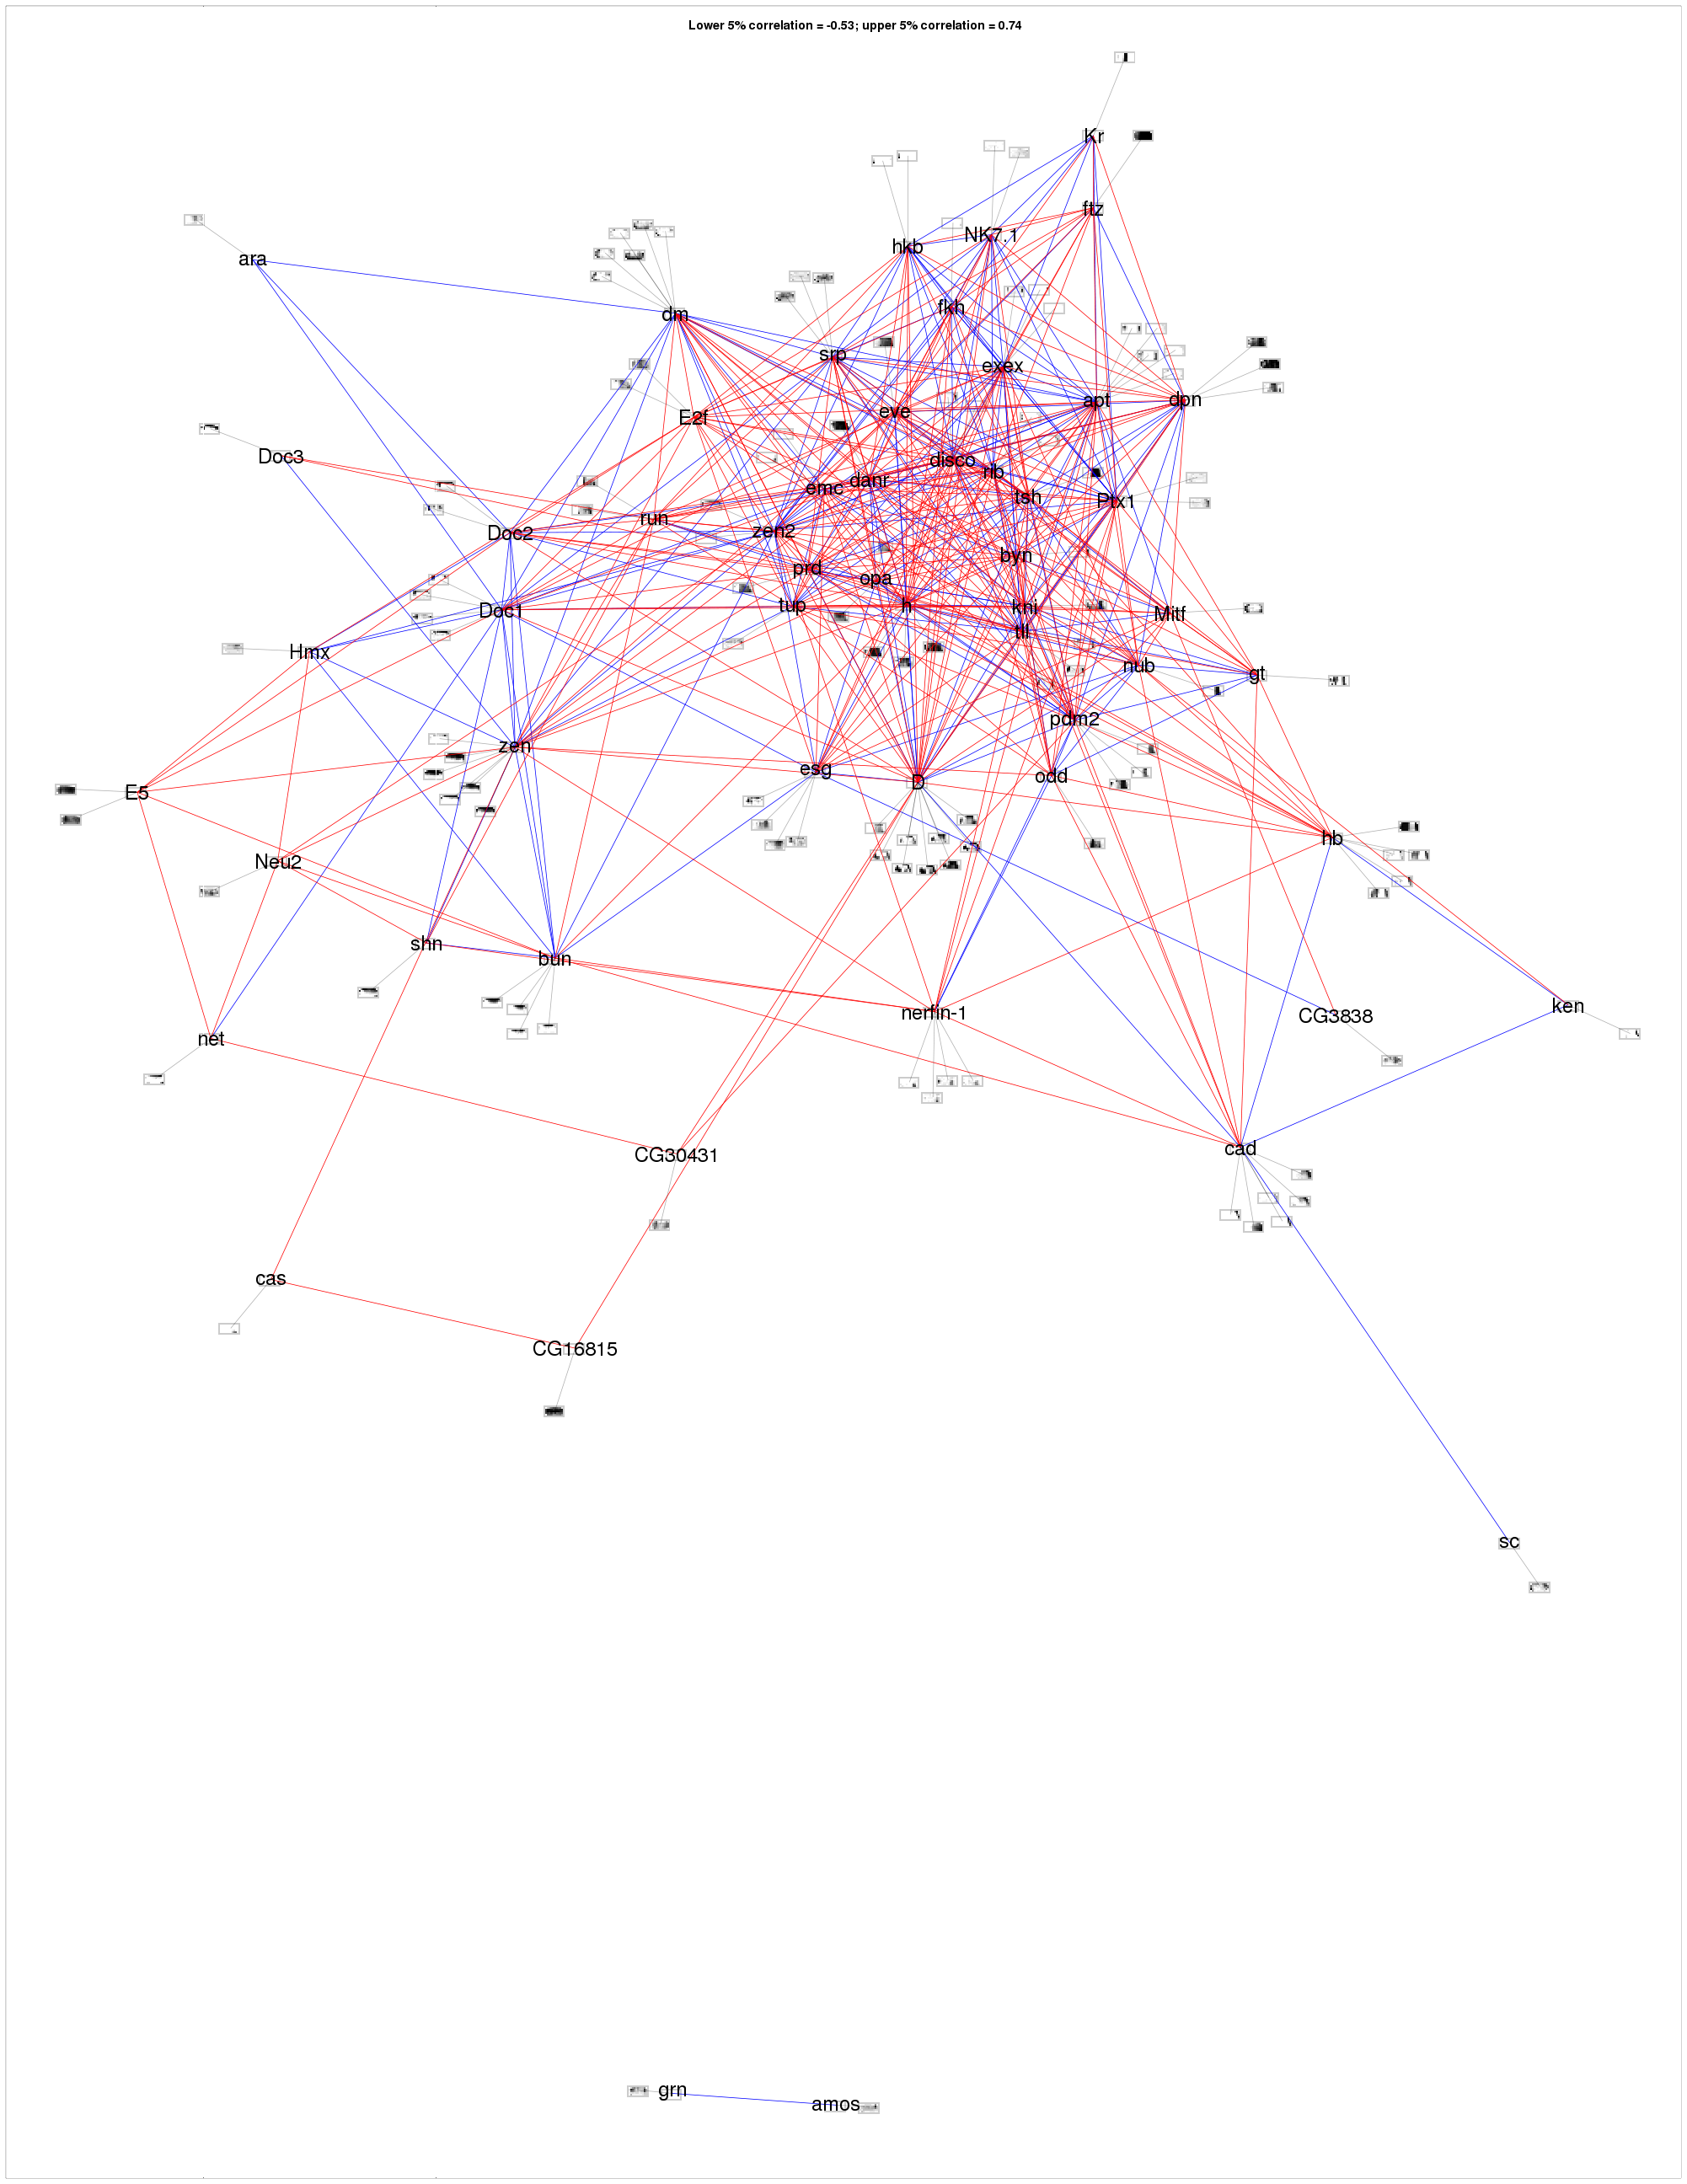 Lower 5% correlation = -0.53; upper 5% correlation = 0.74
Kr
ftz
NK7.1
hkb
ara
fkh
dm
srp
exex
apt
dpn
eve
E2f
Doc3
disco
rib
danr
emc
tsh
Ptx1
run
zen2
Doc2
byn
prd
opa
tup
h
kni
Doc1
Mitf
tll
Hmx
nub
gt
pdm2
zen
esg
D
odd
E5
hb
Neu2
shn
bun
ken
nerfin-1
CG3838
net
cad
CG30431
cas
CG16815
sc
grn
amos